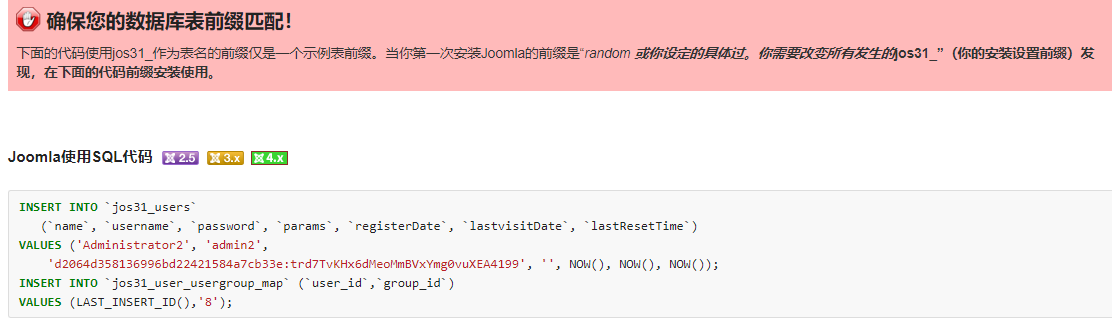 确保您的数据库表前缀匹配！
下面的代码使用jos31_作为表名的前缀仅是一个示例表前缀。当你第一次安装Joomla的前缀是“random 或你设定的具体过。你需要改变所有发生的jos31_”（你的安装设置前缀）发
现，在下面的代码前缀安装使用。
Joomla使用SQL代码 2.5 3.x 4.x
INSERT INTO `jos31_users`
(`name`, `username`, `password`, `params`, `registerDate`, `lastvisitDate`, `lastResetTime`)
VALUES ('Administrator2', 'admin2',
'd2064d358136996bd22421584a7cb33e:trd7TvKHx6dMeoMmBVxYmg0vuXEA4199', '', NOW(), NOW(), NOW());
INSERT INTO `jos31_user_usergroup_map` (`user_id`,`group_id`)
VALUES (LAST_INSERT_ID(),'8');